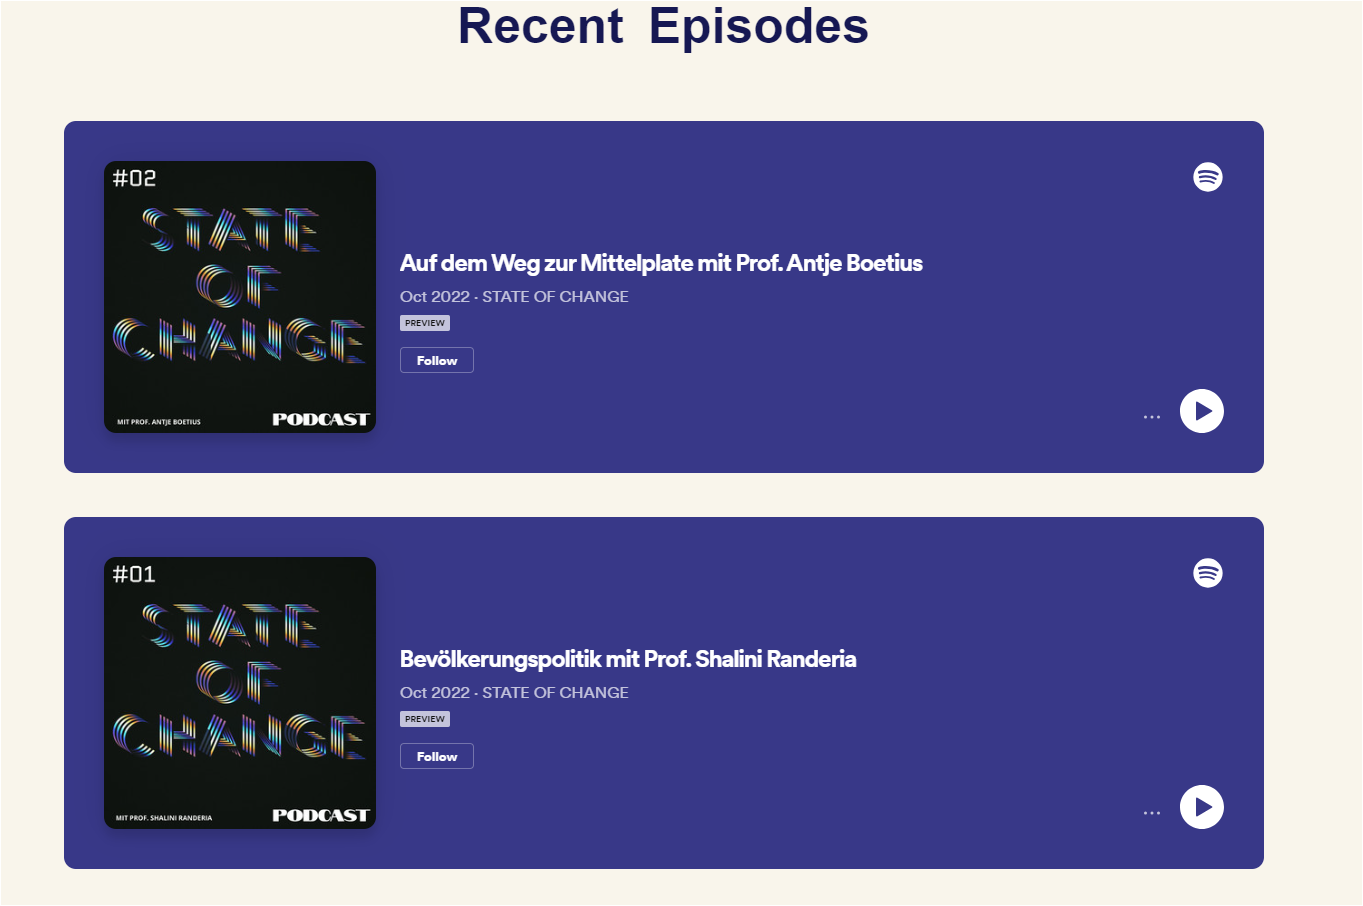 Recent Episodes
#02
STATE
OF
CHANGE
MIT PROF. ANTJE BOETIUS
PODCAST
Auf dem Weg zur Mittelplate mit Prof. Antje Boetius
Oct 2022 · STATE OF CHANGE
PREVIEW
Follow
#01
STATE
OF
CHANGE
MIT PROF. SHALINI RANDERIA
PODCAST
Bevölkerungspolitik mit Prof. Shalini Randeria
Oct 2022 · STATE OF CHANGE
PREVIEW
Follow